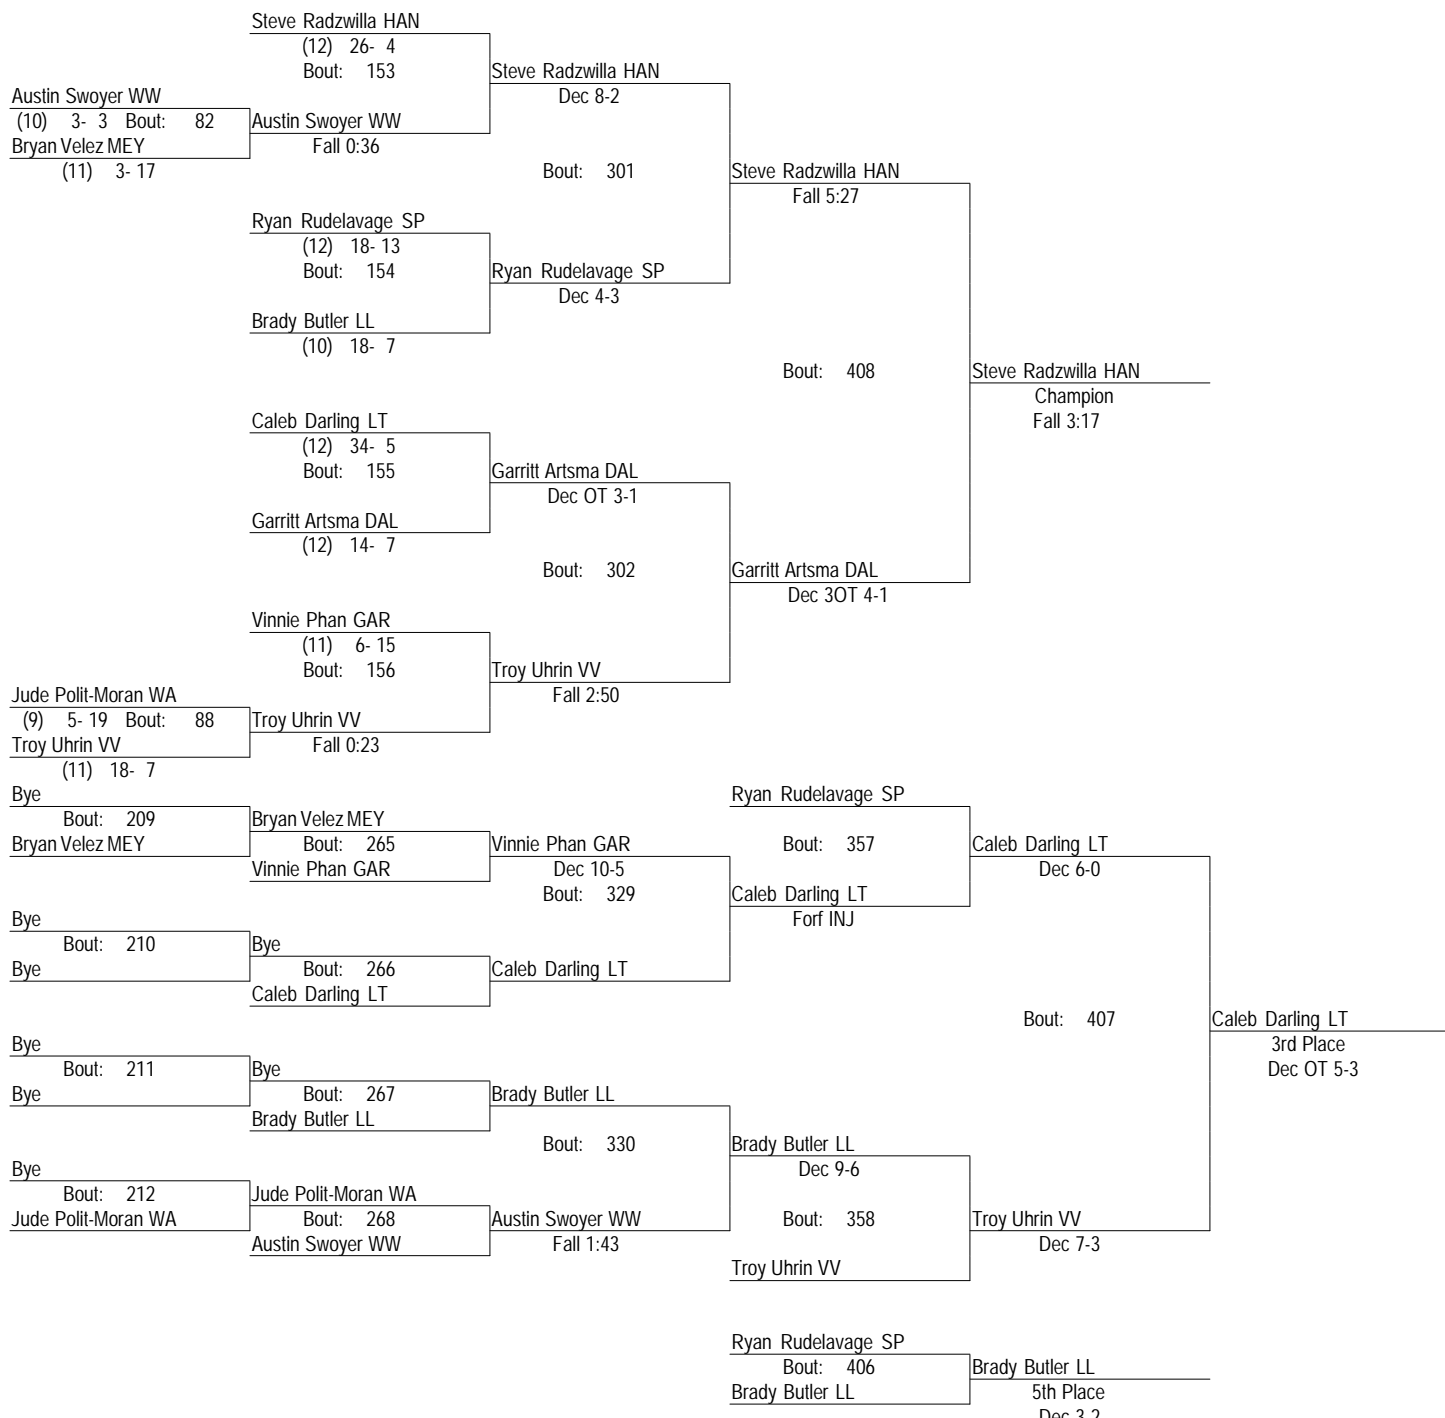 Steve Radzwilla HAN
(12) 26- 4
Bout: 153
Steve Radzwilla HAN
Dec 8-2
Austin Swoyer WW
(10) 3- 3 Bout: 82
Austin Swoyer WW
Fall 0:36
Bryan Velez MEY
(11) 3- 17
Bout: 301
Steve Radzwilla HAN
Fall 5:27
Ryan Rudelavage SP
(12) 18- 13
Bout: 154
Ryan Rudelavage SP
Dec 4-3
Brady Butler LL
(10) 18- 7
Bout: 408
Steve Radzwilla HAN
Champion
Fall 3:17
Caleb Darling LT
(12) 34- 5
Bout: 155
Garritt Artsma DAL
Dec OT 3-1
Garritt Artsma DAL
(12) 14- 7
Bout: 302
Garritt Artsma DAL
Dec 3OT 4-1
Vinnie Phan GAR
(11) 6- 15
Bout: 156
Troy Uhrin VV
Fall 2:50
Jude Polit-Moran WA
(9) 5- 19 Bout: 88
Troy Uhrin VV
Fall 0:23
Troy Uhrin VV
(11) 18- 7
Bye
Bout: 209
Bryan Velez MEY
Bryan Velez MEY
Bout: 265
Vinnie Phan GAR
Vinnie Phan GAR
Dec 10-5
Bout: 329
Ryan Rudelavage SP
Bout: 357
Caleb Darling LT
Forf INJ
Caleb Darling LT
Dec 6-0
Bye
Bout: 210
Bye
Bye
Bout: 266
Caleb Darling LT
Caleb Darling LT
Bout: 407
Caleb Darling LT
3rd Place
Dec OT 5-3
Bye
Bout: 211
Bye
Bye
Bout: 267
Brady Butler LL
Brady Butler LL
Bout: 330
Brady Butler LL
Dec 9-6
Bye
Bout: 212
Jude Polit-Moran WA
Jude Polit-Moran WA
Bout: 268
Austin Swoyer WW
Austin Swoyer WW
Fall 1:43
Bout: 358
Troy Uhrin VV
Troy Uhrin VV
Dec 7-3
Ryan Rudelavage SP
Bout: 406
Brady Butler LL
Brady Butler LL
5th Place
Dec 3-2